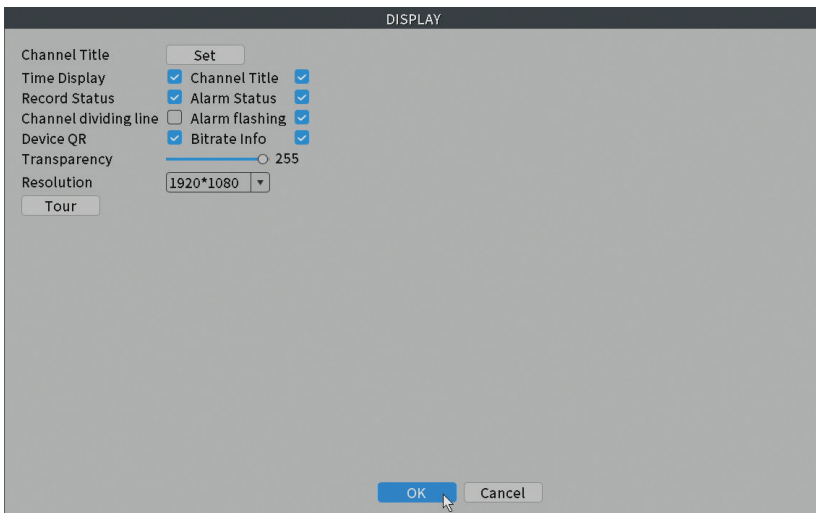 DISPLAY
Channel Title Set
Time Display Channel Title
Record Status Alarm Status
Channel dividing line Alarm flashing
Device QR Bitrate Info
Transparency 255
Resolution 1920*1080
Tour
OK Cancel